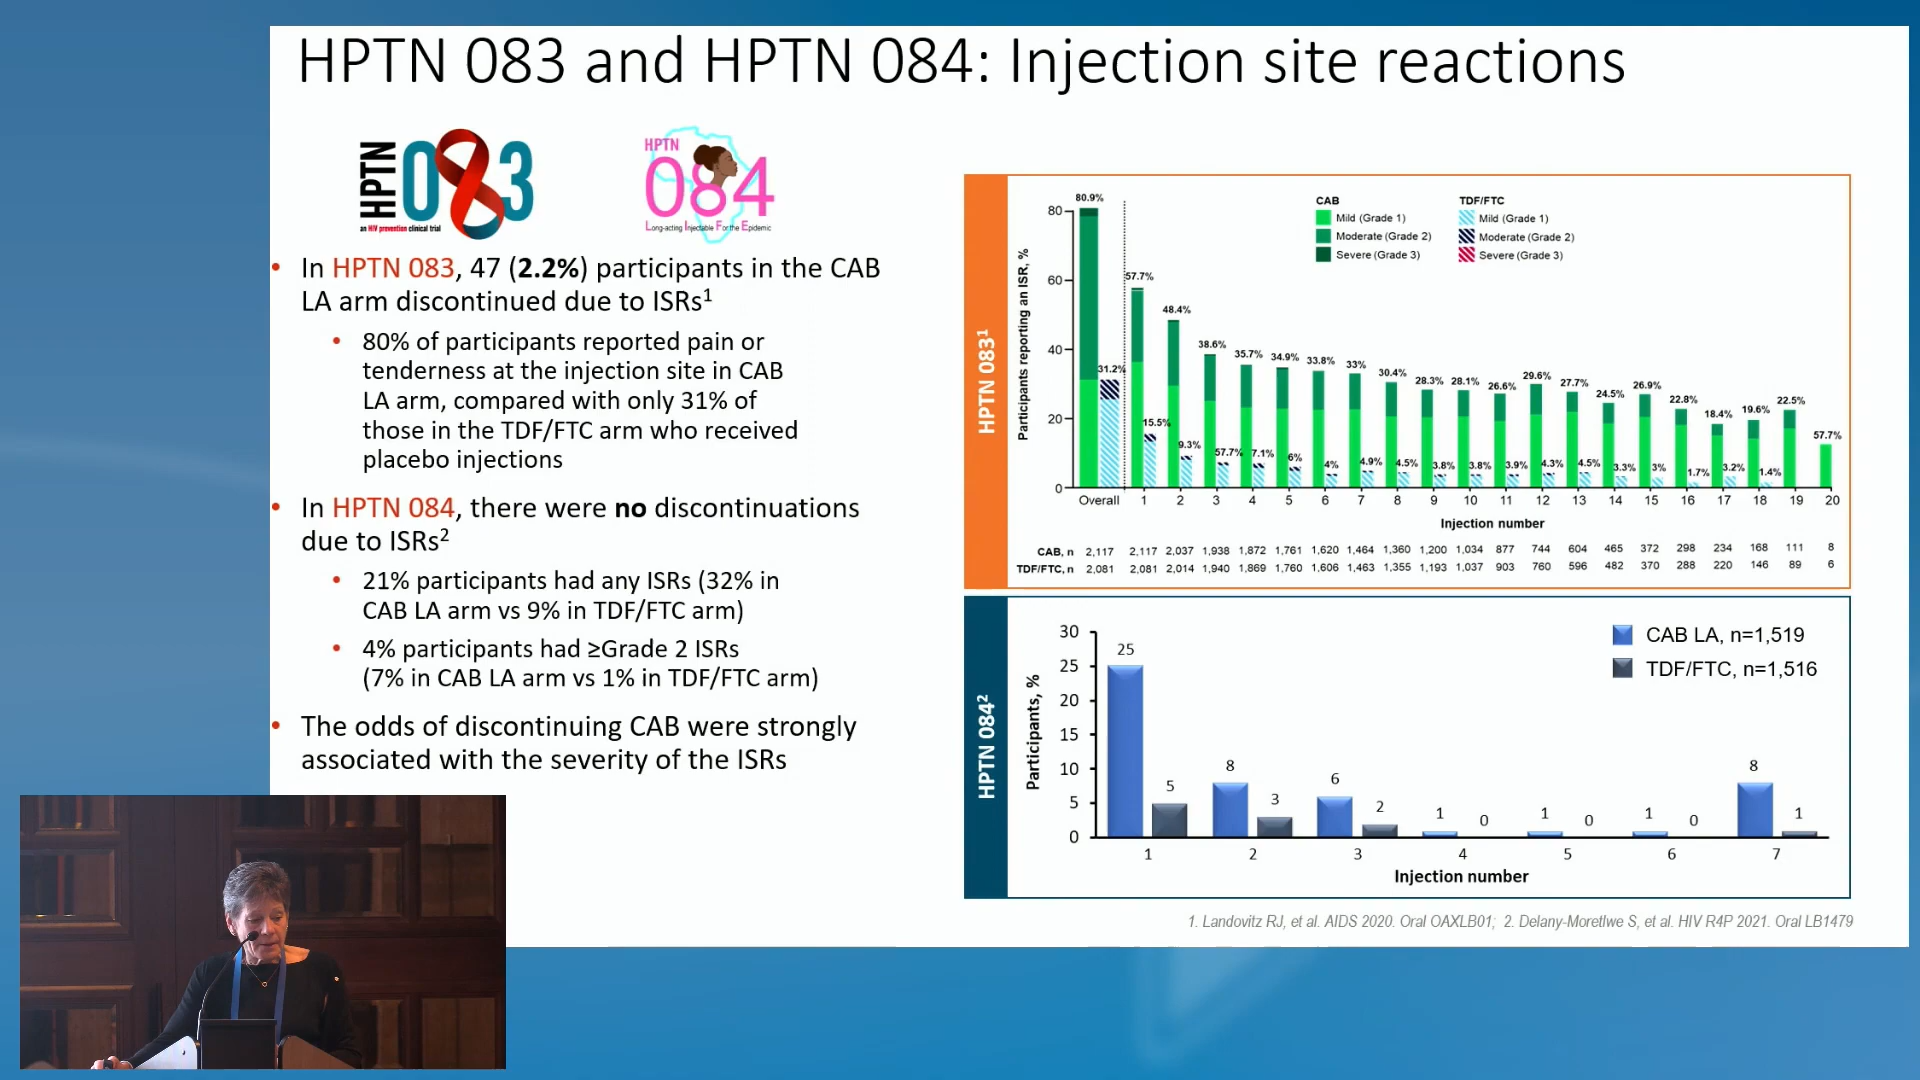 HPTN 083 and HPTN 084: Injection site reactions
HPTN 083
an HIV prevention clinical trial
HPTN
084
Long-acting Injectable For the Epidemic
• In HPTN 083, 47 (2.2%) participants in the CAB
LA arm discontinued due to ISRs1
• 80% of participants reported pain or
tenderness at the injection site in CAB
LA arm, compared with only 31% of
those in the TDF/FTC arm who received
placebo injections
• In HPTN 084, there were no discontinuations
due to ISRs2
• 21% participants had any ISRs (32% in
CAB LA arm vs 9% in TDF/FTC arm)
• 4% participants had ≥Grade 2 ISRs
(7% in CAB LA arm vs 1% in TDF/FTC arm)
• The odds of discontinuing CAB were strongly
associated with the severity of the ISRs
HPTN 0831
Participants reporting an ISR, %
80
60
40
20
0
CAB
Mild (Grade 1)
Moderate (Grade 2)
Severe (Grade 3)
TDF/FTC
Mild (Grade 1)
Moderate (Grade 2)
Severe (Grade 3)
80.9% 57.7% 48.4% 38.6% 35.7% 34.9% 33.8% 33% 30.4% 28.3% 28.1% 26.6% 29.6% 27.7% 24.5% 26.9% 22.8% 18.4% 19.6% 22.5% 57.7%
31.2% 15.5% 9.3% 57.7% 7.1% 6% 4% 4.9% 4.5% 3.8% 3.8% 3.9% 4.3% 4.5% 3.3% 3% 1.7% 3.2% 1.4%
Overall 1 2 3 4 5 6 7 8 9 10 11 12 13 14 15 16 17 18 19 20
Injection number
CAB, n 2,117 2,117 2,037 1,938 1,872 1,761 1,620 1,464 1,360 1,200 1,034 877 744 604 465 372 298 234 168 111 8
TDF/FTC, n 2,081 2,081 2,014 1,940 1,869 1,760 1,606 1,463 1,355 1,193 1,037 903 760 596 482 370 288 220 146 89 6
HPTN 0842
Participants, %
30
25
20
15
10
5
0
CAB LA, n=1,519
TDF/FTC, n=1,516
25 5 8 3 6 2 1 0 1 0 1 0 8 1
1 2 3 4 5 6 7
Injection number
1. Landovitz RJ, et al. AIDS 2020. Oral OAXLB01; 2. Delany-Moretlwe S, et al. HIV R4P 2021. Oral LB1479